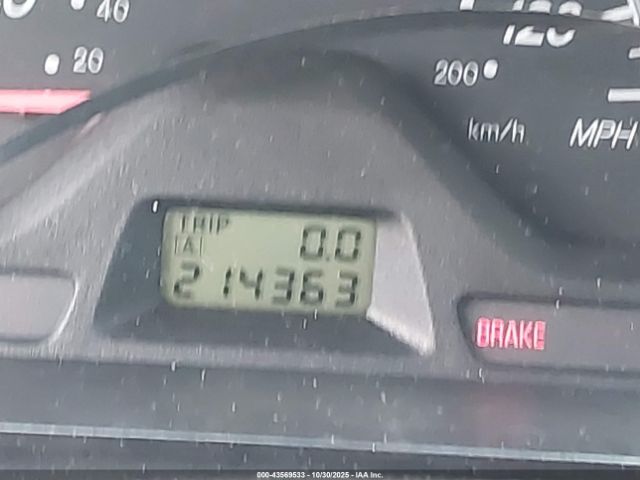 40
20
120
200
km/h MPH
TRIP
A 0.0
214363
BRAKE
000-43569533 - 10/30/2025 - IAA Inc.